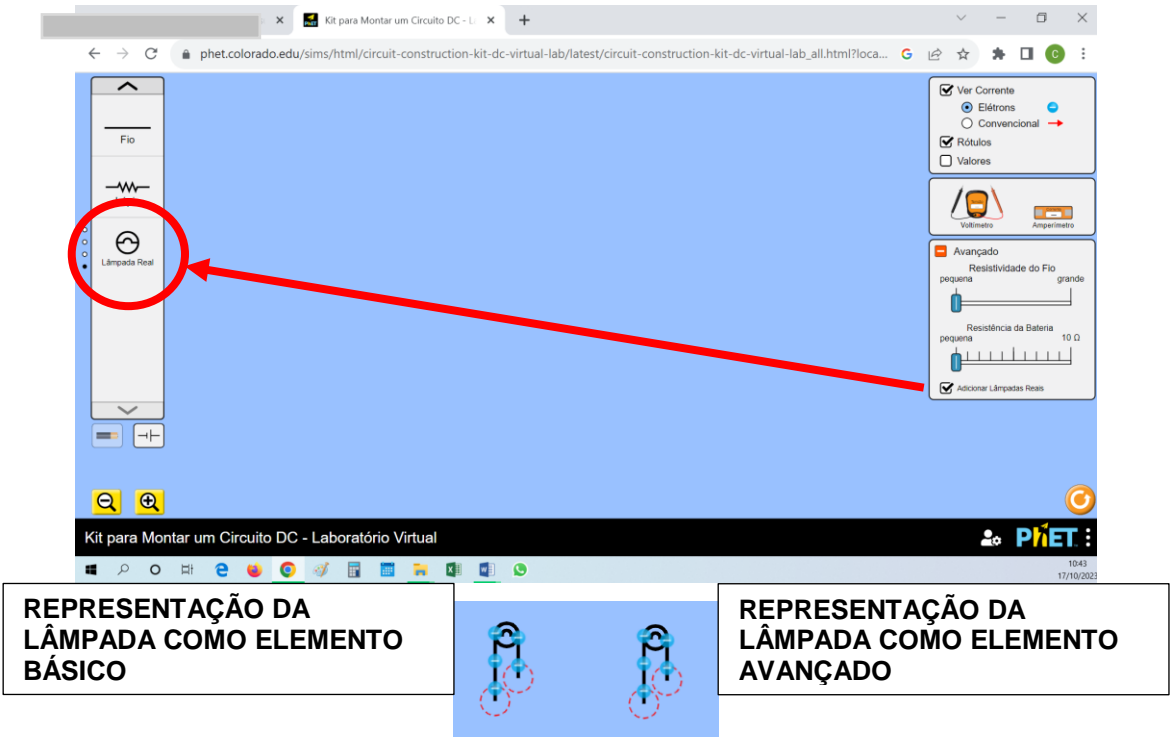 Kit para Montar um Circuito DC - L
phet.colorado.edu/sims/html/circuit-construction-kit-dc-virtual-lab/latest/circuit-construction-kit-dc-virtual-lab_all.html?loca...
G
C
Fio
Lâmpada Real
Ver Corrente
Elétrons
Convencional
Rótulos
Valores
Voltímetro
Amperímetro
Avançado
Resistividade do Fio
pequena
grande
Resistência da Bateria
pequena
10 Ω
Adicionar Lâmpadas Reais
Kit para Montar um Circuito DC - Laboratório Virtual
PhET
10:43
17/10/2023
REPRESENTAÇÃO DA
LÂMPADA COMO ELEMENTO
BÁSICO
REPRESENTAÇÃO DA
LÂMPADA COMO ELEMENTO
AVANÇADO